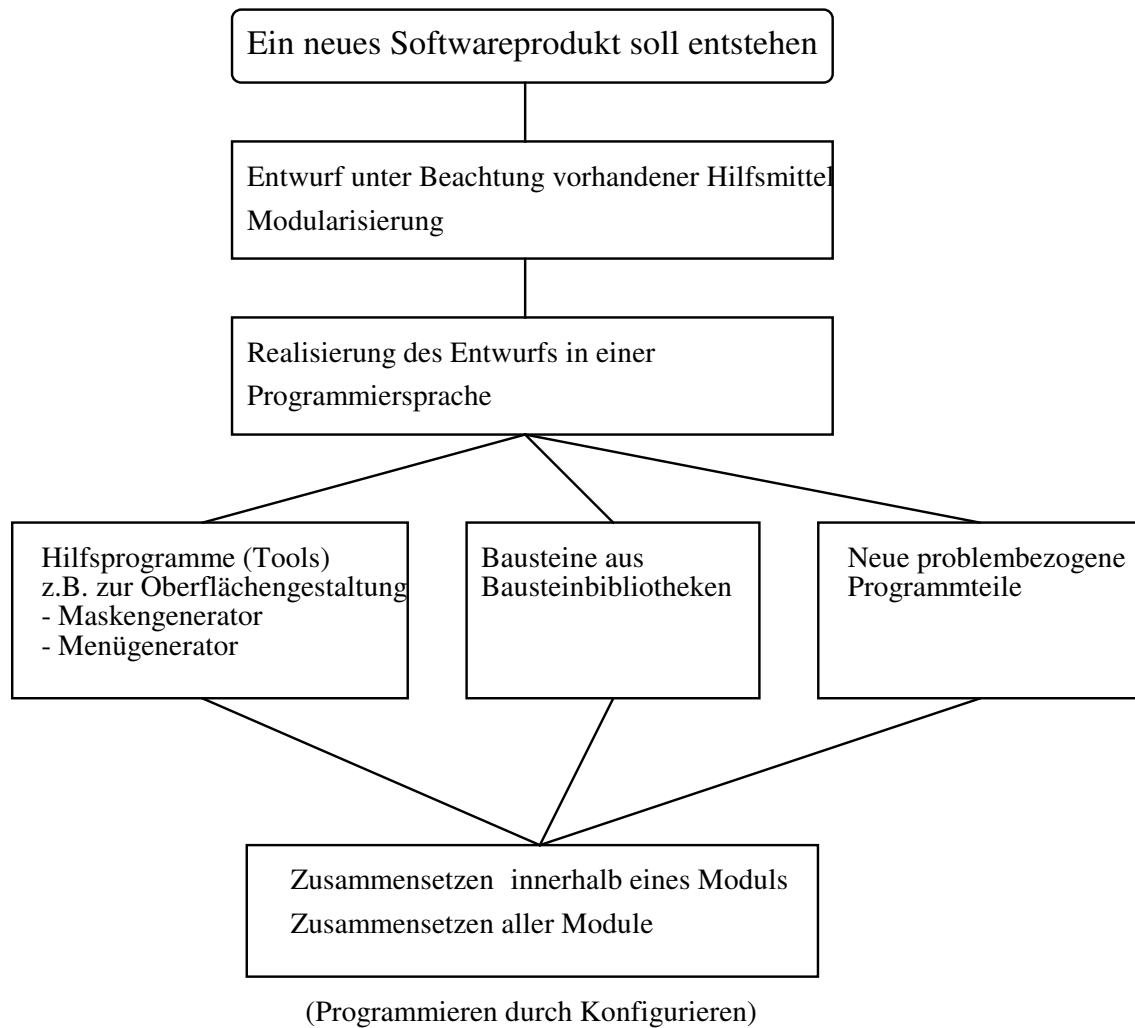 Ein neues Softwareprodukt soll entstehen
Entwurf unter Beachtung vorhandener Hilfsmittel
Modularisierung
Realisierung des Entwurfs in einer
Programmiersprache
Hilfsprogramme (Tools)
z.B. zur Oberflächengestaltung
- Maskengenerator
- Menügenerator
Bausteine aus
Bausteinbibliotheken
Neue problembezogene
Programmteile
Zusammensetzen  innerhalb eines Moduls
Zusammensetzen aller Module
(Programmieren durch Konfigurieren)